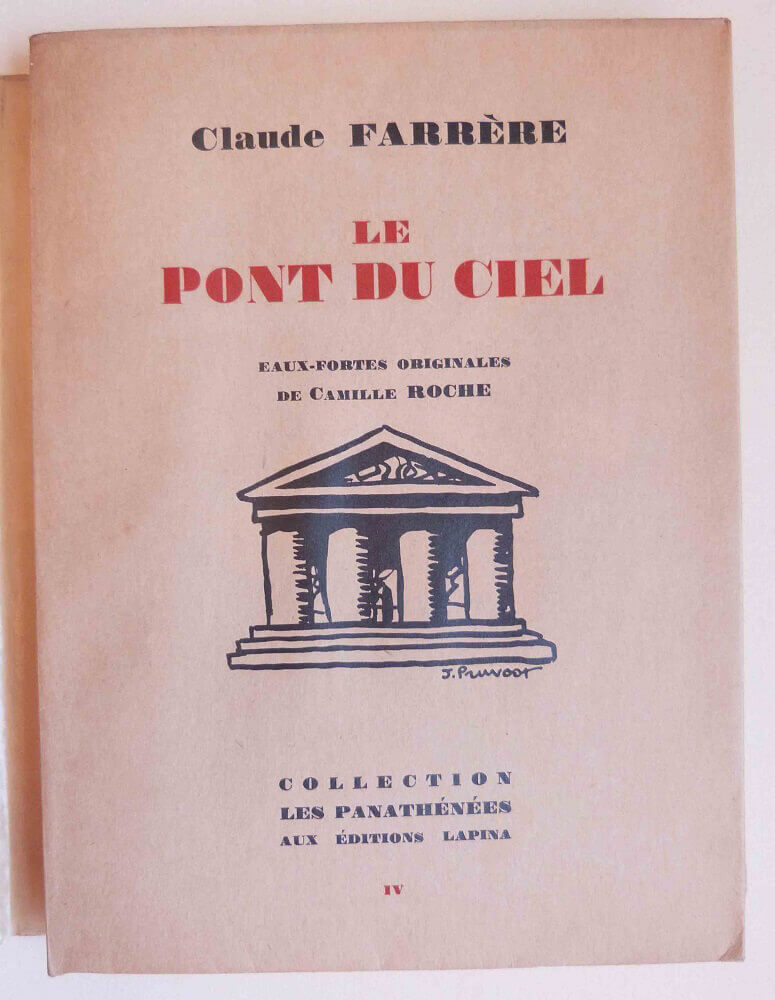 Claude FARRÈRE
LE
PONT DU CIEL
EAUX-FORTES ORIGINALES
DE CAMILLE ROCHE
J. Pruvost
COLLECTION
LES PANATHÉNÉES
AUX ÉDITIONS LAPINA
IV